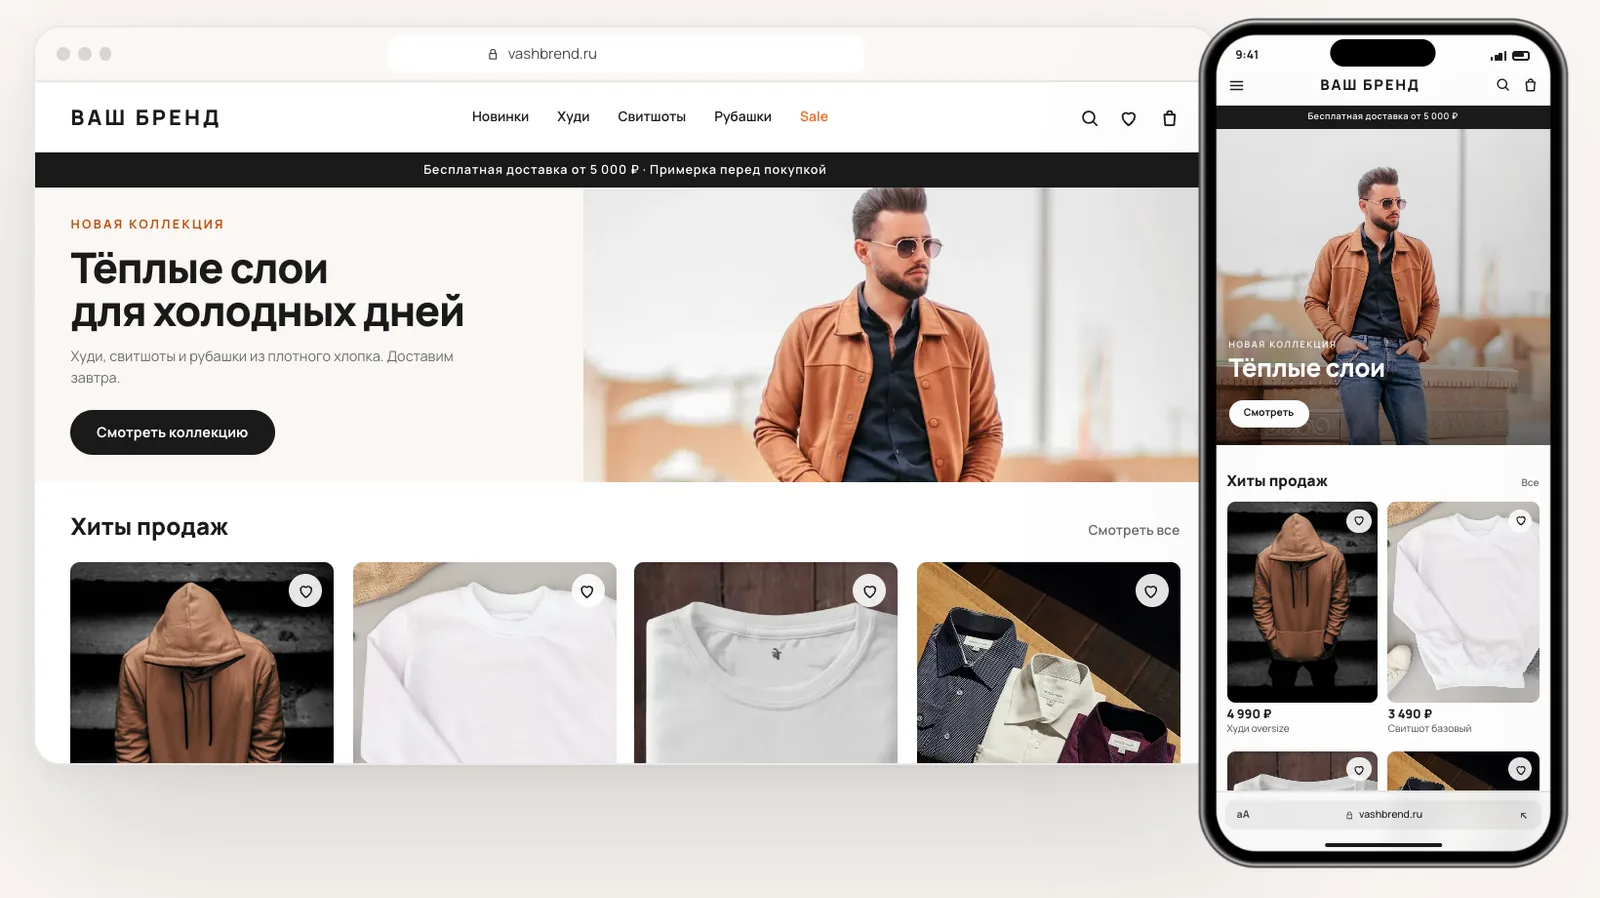 vashbrend.ru
ВАШ БРЕНД
Новинки Худи Свитшоты Рубашки Sale
Бесплатная доставка от 5 000 ₽ · Примерка перед покупкой
НОВАЯ КОЛЛЕКЦИЯ
Тёплые слои
для холодных дней
Худи, свитшоты и рубашки из плотного хлопка. Доставим
завтра.
Смотреть коллекцию
Хиты продаж
Смотреть все
9:41
ВАШ БРЕНД
Бесплатная доставка от 5 000 ₽
НОВАЯ КОЛЛЕКЦИЯ
Тёплые слои
Смотреть
Хиты продаж
Все
4 990 ₽
Худи oversize
3 490 ₽
Свитшот базовый
аА
vashbrend.ru